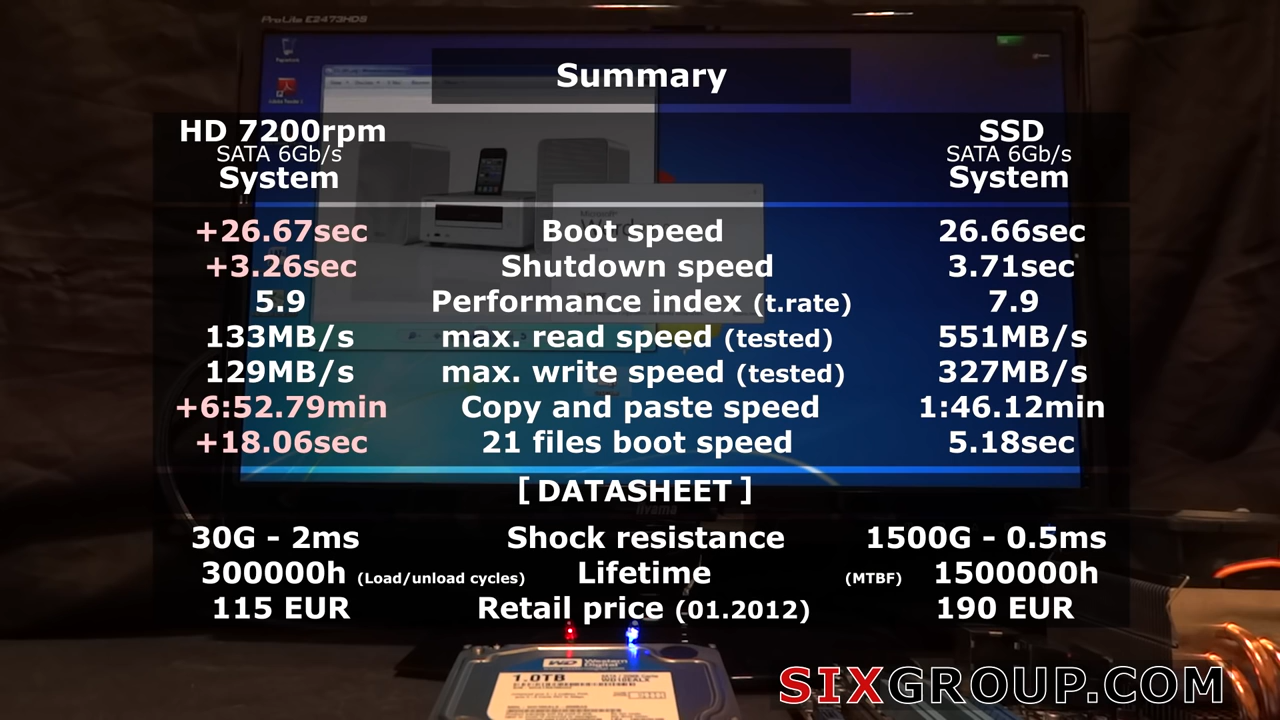 ProLite E2473HDS
Summary
HD 7200rpm SSD
SATA 6Gb/s SATA 6Gb/s
System System
+26.67sec Boot speed 26.66sec
+3.26sec Shutdown speed 3.71sec
5.9 Performance index (t.rate) 7.9
133MB/s max. read speed (tested) 551MB/s
129MB/s max. write speed (tested) 327MB/s
+6:52.79min Copy and paste speed 1:46.12min
+18.06sec 21 files boot speed 5.18sec
[ DATASHEET ]
iiyama
30G - 2ms Shock resistance 1500G - 0.5ms
300000h (Load/unload cycles) Lifetime (MTBF) 1500000h
115 EUR Retail price (01.2012) 190 EUR
WD Western Digital
1.0TB
SIXGROUP.COM